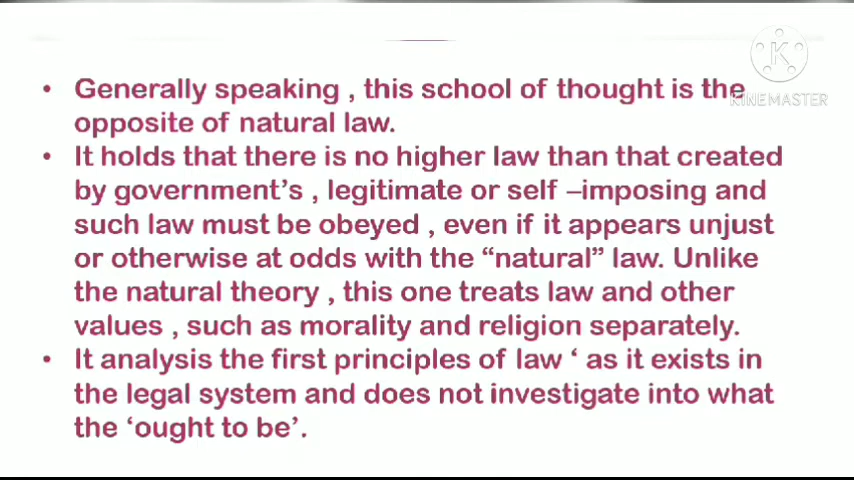 K
KINEMASTER
• Generally speaking , this school of thought is the
opposite of natural law.
• It holds that there is no higher law than that created
by government's , legitimate or self –imposing and
such law must be obeyed , even if it appears unjust
or otherwise at odds with the “natural” law. Unlike
the natural theory , this one treats law and other
values , such as morality and religion separately.
• It analysis the first principles of law ‘ as it exists in
the legal system and does not investigate into what
the ‘ought to be’.